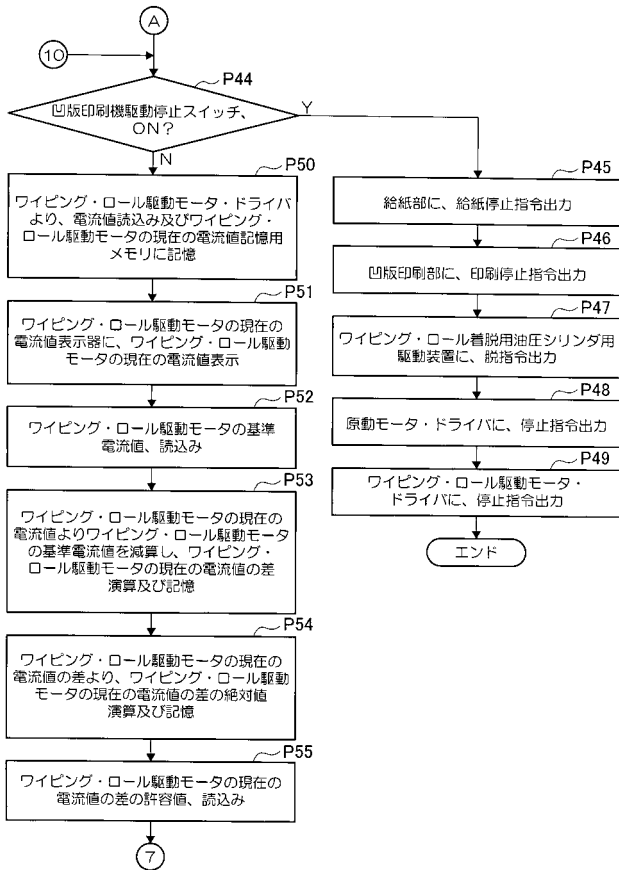 A
10
P44
凹版印刷機駆動停止スイッチ、
ON？
Y
N
P50
ワイピング・ロール駆動モータ・ドライバ
より、電流値読込み及びワイピング・
ロール駆動モータの現在の電流値記憶用
メモリに記憶
P51
ワイピング・ロール駆動モータの現在の
電流値表示器に、ワイピング・ロール駆動
モータの現在の電流値表示
P52
ワイピング・ロール駆動モータの基準
電流値、読込み
P53
ワイピング・ロール駆動モータの現在の
電流値よりワイピング・ロール駆動モータ
の基準電流値を減算し、ワイピング・
ロール駆動モータの現在の電流値の差
演算及び記憶
P54
ワイピング・ロール駆動モータの現在の
電流値の差より、ワイピング・ロール駆動
モータの現在の電流値の差の絶対値
演算及び記憶
P55
ワイピング・ロール駆動モータの現在の
電流値の差の許容値、読込み
7
P45
給紙部に、給紙停止指令出力
P46
凹版印刷部に、印刷停止指令出力
P47
ワイピング・ロール着脱用油圧シリンダ用
駆動装置に、脱指令出力
P48
原動モータ・ドライバに、停止指令出力
P49
ワイピング・ロール駆動モータ・
ドライバに、停止指令出力
エンド